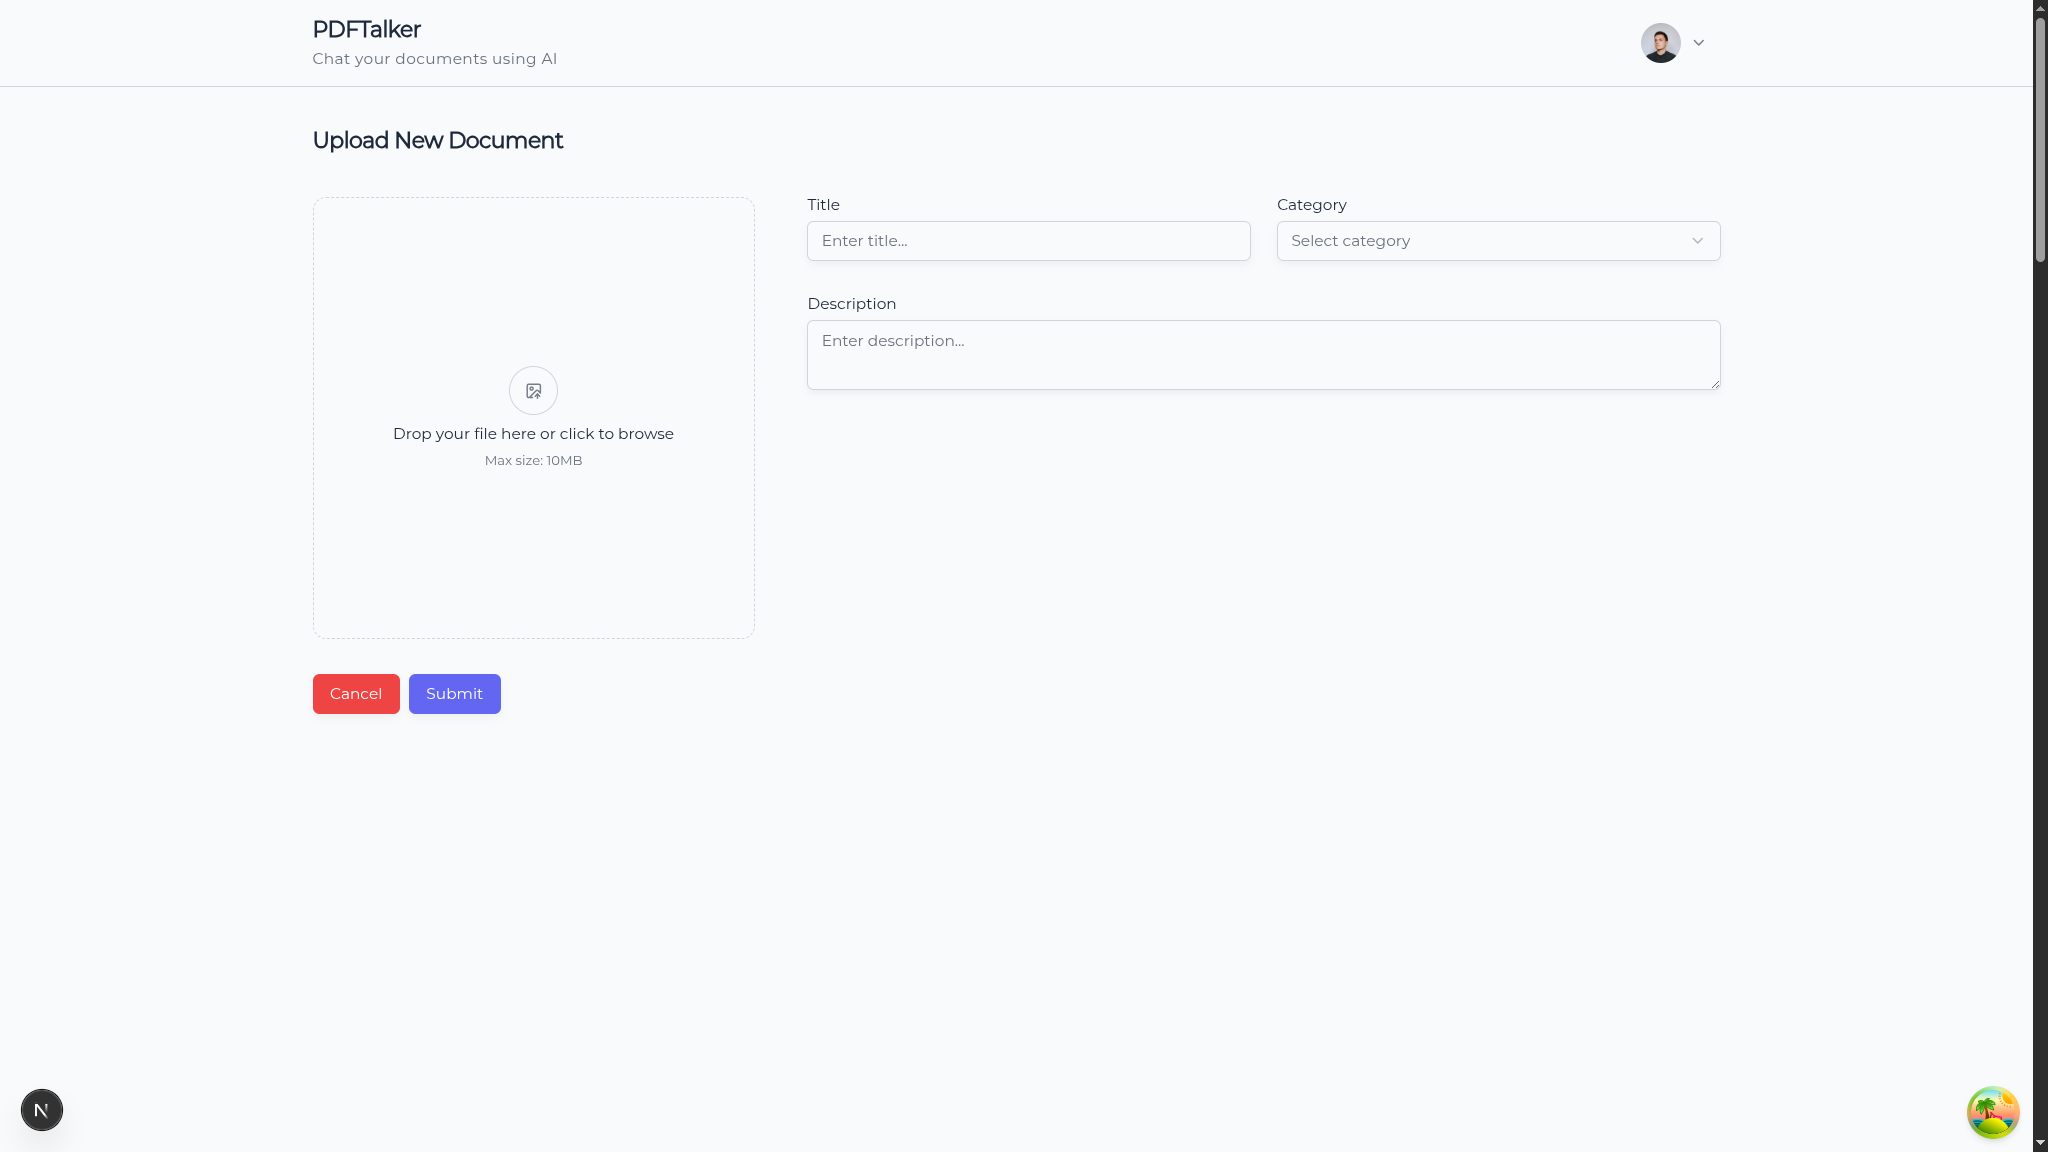 PDFTalker
Chat your documents using AI
Upload New Document
Title
Enter title...
Category
Select category
Description
Enter description...
Drop your file here or click to browse
Max size: 10MB
Cancel
Submit
N